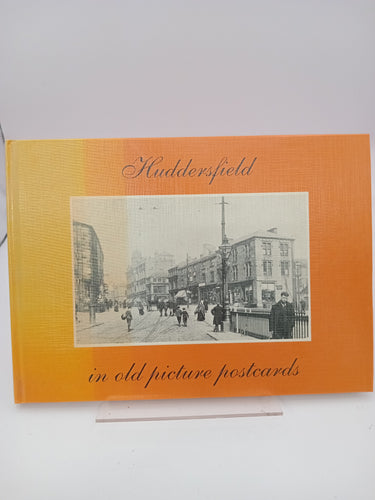 Huddersfield
in old picture postcards